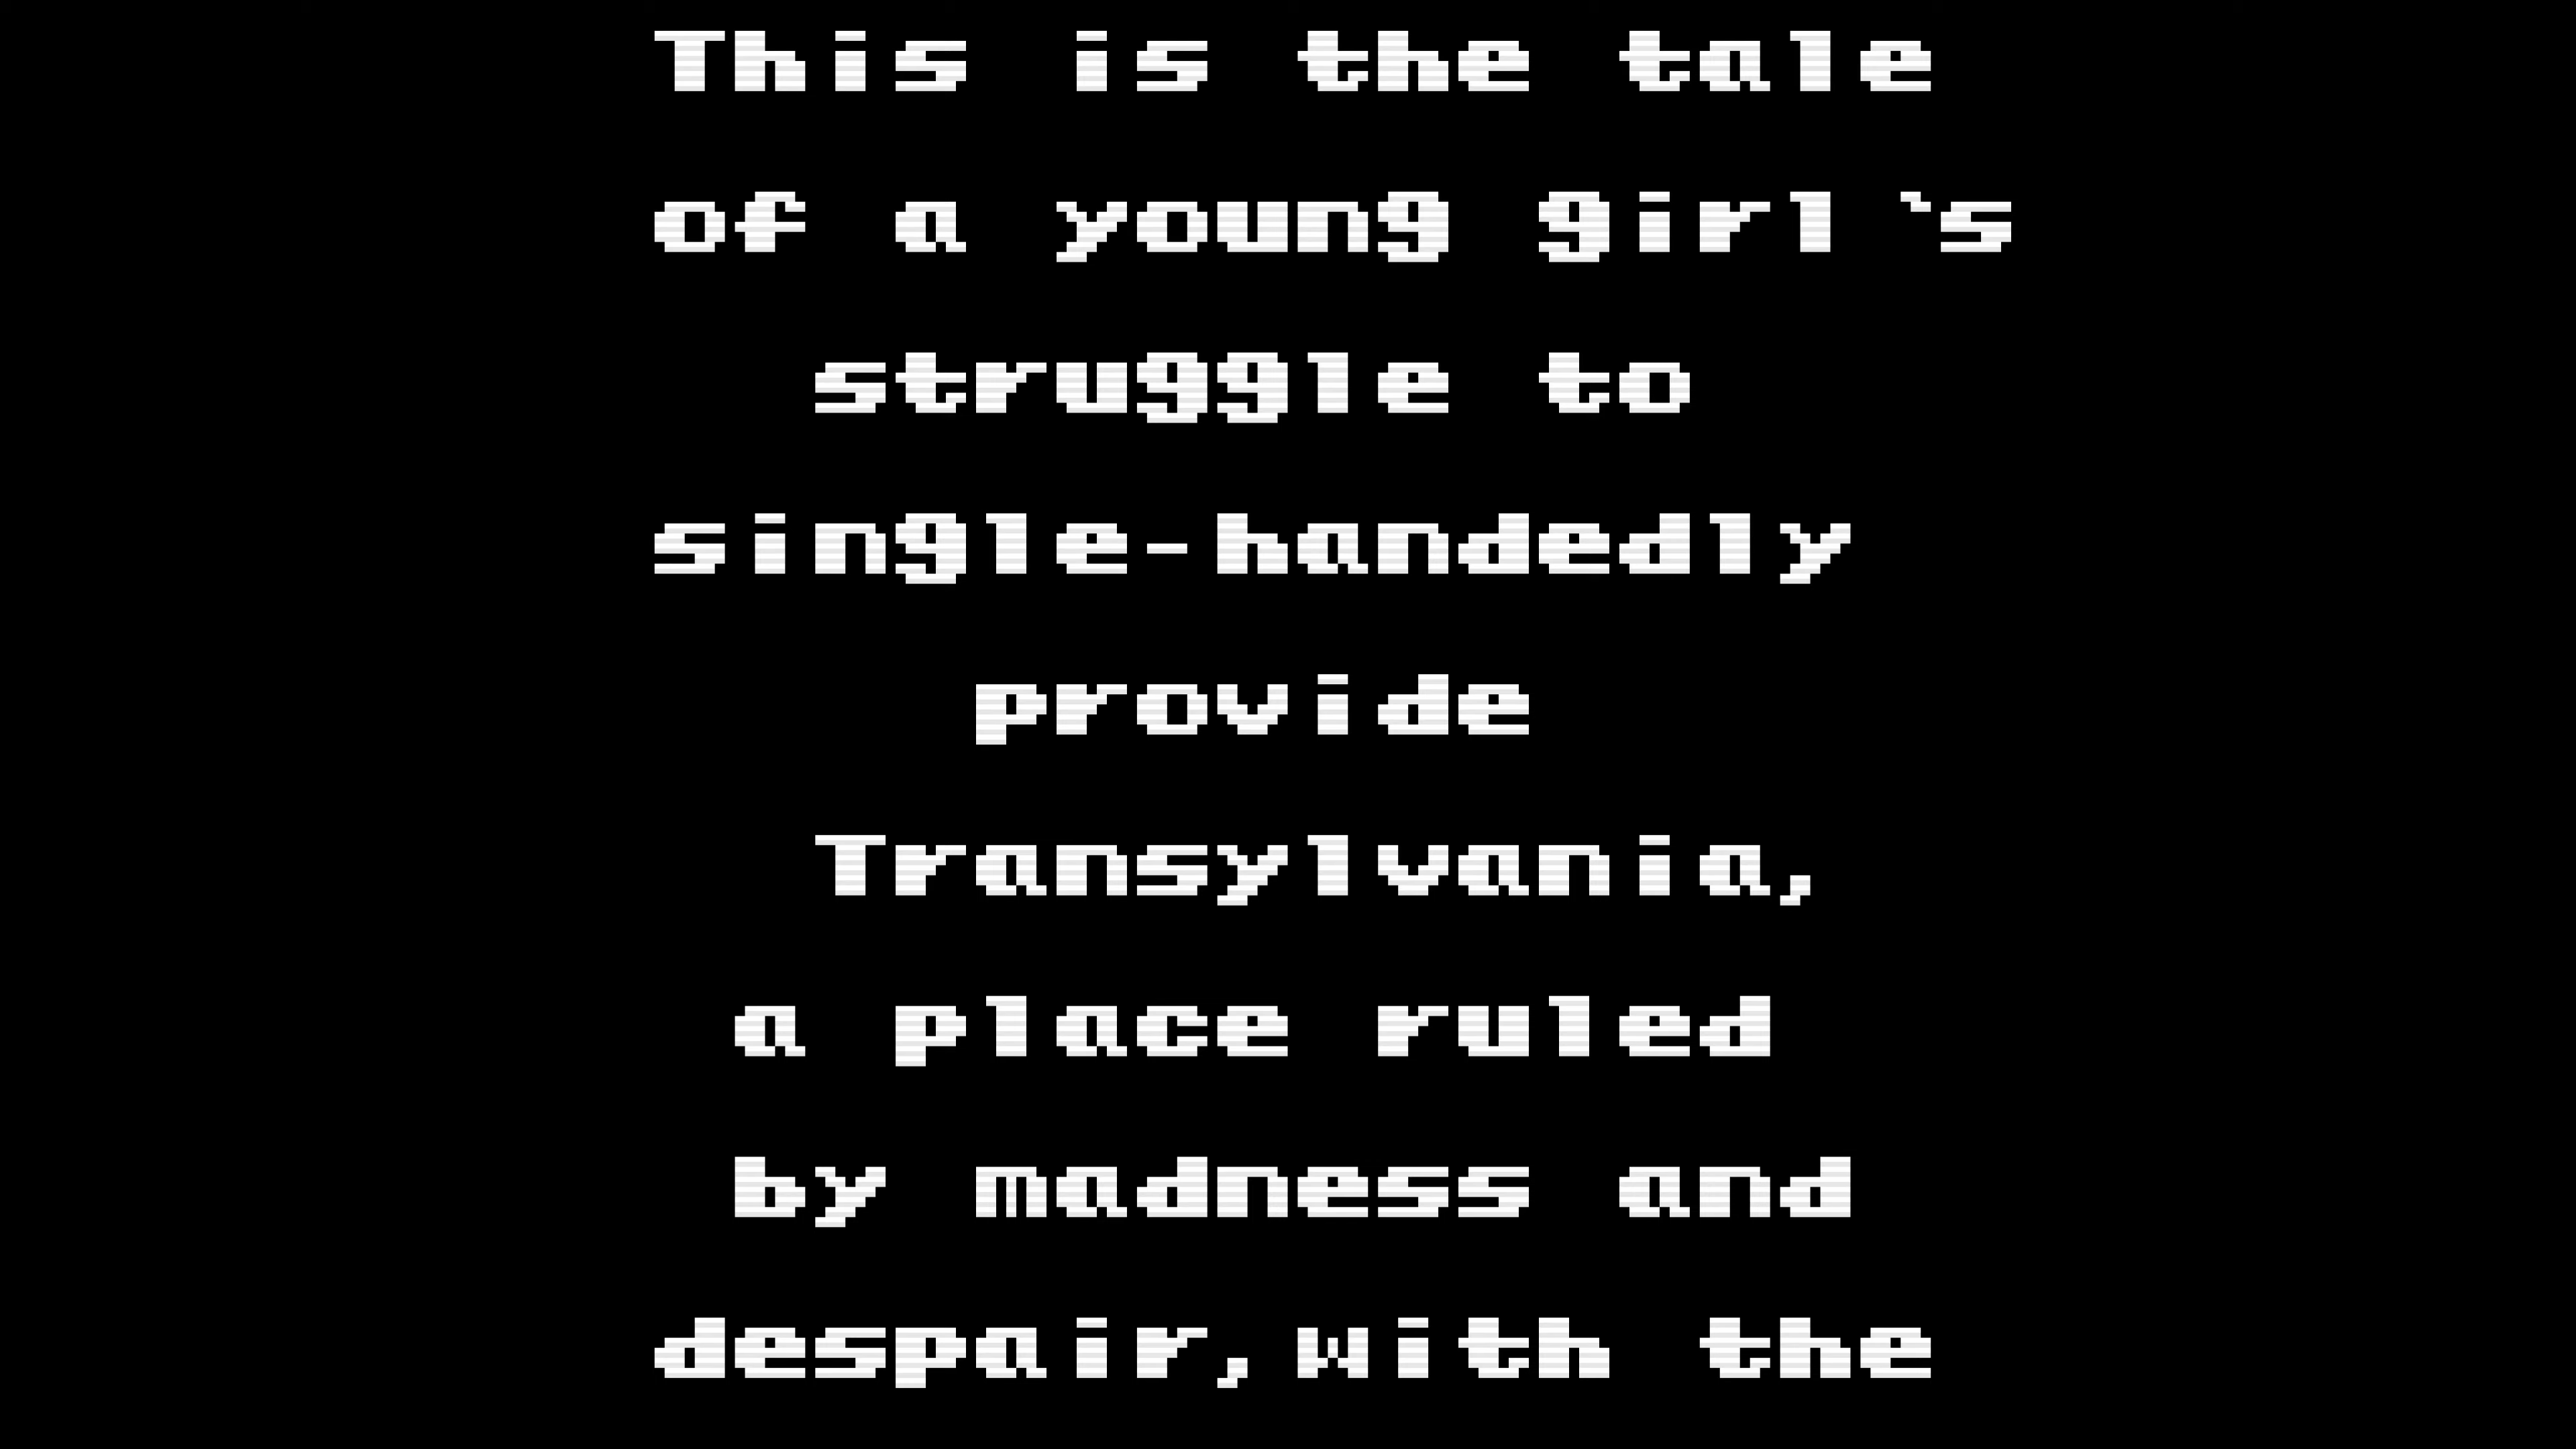 This is the tale
of a young girl`s
struggle to
single-handedly
provide
Transylvania,
a place ruled
by madness and
despair,with the